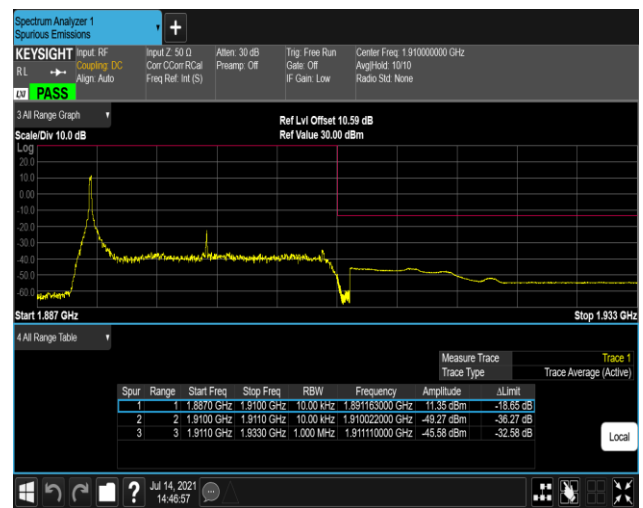 Spectrum Analyzer 1
Spurious Emissions
+
KEYSIGHT Input: RF Input Z: 50 Ω Atten: 30 dB Trig: Free Run Center Freq: 1.910000000 GHz
RL Coupling: DC Corr CCorr RCal Preamp: Off Gate: Off Avg|Hold: 10/10
Align: Auto Freq Ref: Int (S) IF Gain: Low Radio Std: None
LXI PASS
3 All Range Graph
Ref Lvl Offset 10.59 dB
Scale/Div 10.0 dB Ref Value 30.00 dBm
Log
20.0
10.0
0.00
-10.0
-20.0
-30.0
-40.0
-50.0
-60.0
Start 1.887 GHz Stop 1.933 GHz
4 All Range Table
Measure Trace Trace 1
Trace Type Trace Average (Active)
Spur Range Start Freq Stop Freq RBW Frequency Amplitude ΔLimit
1 1 1.8870 GHz 1.9100 GHz 10.00 kHz 1.891163000 GHz 11.35 dBm -18.65 dB
2 2 1.9100 GHz 1.9110 GHz 10.00 kHz 1.910022000 GHz -49.27 dBm -36.27 dB
3 3 1.9110 GHz 1.9330 GHz 1.000 MHz 1.911110000 GHz -45.58 dBm -32.58 dB
Local
? Jul 14, 2021
14:46:57